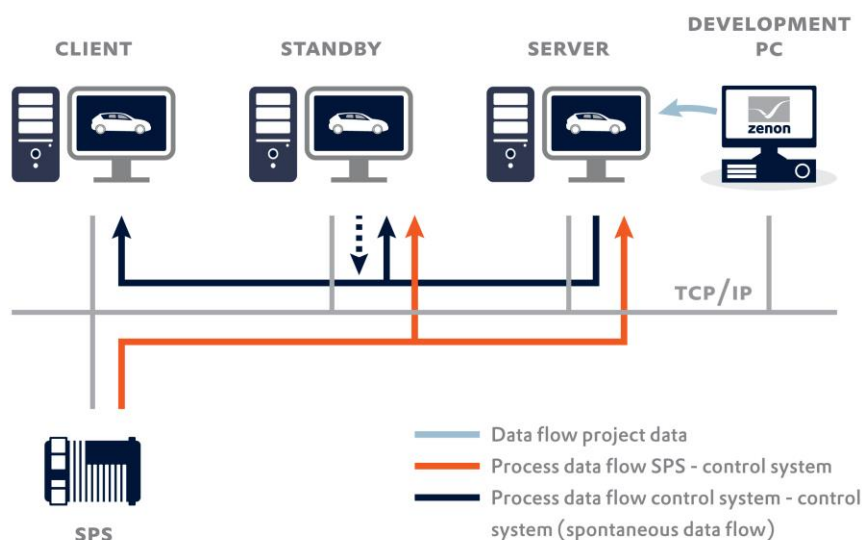 DEVELOPMENT
CLIENT STANDBY SERVER PC
zenon
TCP/IP
Data flow project data
Process data flow SPS - control system
Process data flow control system - control
system (spontaneous data flow)
SPS